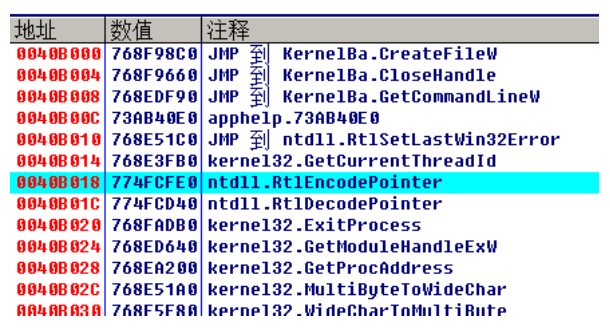 地址 数值 注释
0040B000 768F98C0 JMP 到 KernelBa.CreateFileW
0040B004 768F9660 JMP 到 KernelBa.CloseHandle
0040B008 768EDF90 JMP 到 KernelBa.GetCommandLineW
0040B00C 73AB40E0 apphelp.73AB40E0
0040B010 768E51C0 JMP 到 ntdll.RtlSetLastWin32Error
0040B014 768E3FB0 kernel32.GetCurrentThreadId
0040B018 774FCFE0 ntdll.RtlEncodePointer
0040B01C 774FCD40 ntdll.RtlDecodePointer
0040B020 768FADB0 kernel32.ExitProcess
0040B024 768ED640 kernel32.GetModuleHandleExW
0040B028 768EA200 kernel32.GetProcAddress
0040B02C 768E51A0 kernel32.MultiByteToWideChar
0040B030 768E5F80 kernel32.WideCharToMultiByte